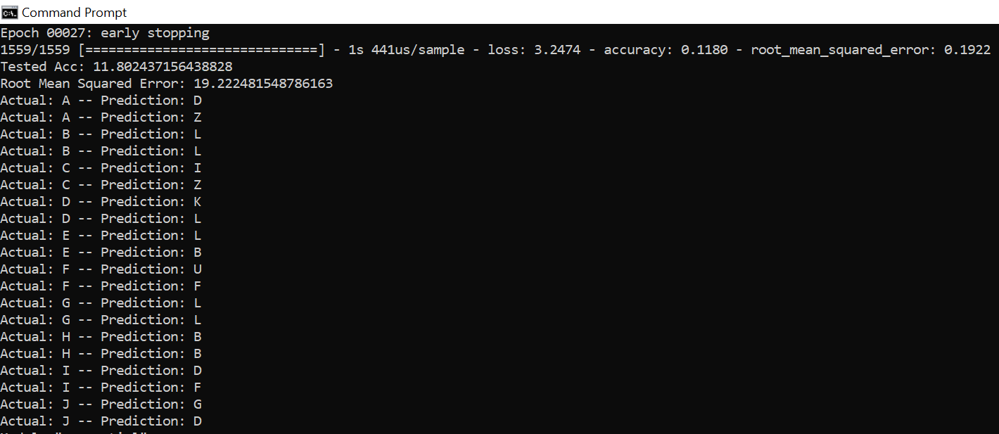 Command Prompt
Epoch 00027: early stopping
1559/1559 [==============================] - 1s 441us/sample - loss: 3.2474 - accuracy: 0.1180 - root_mean_squared_error: 0.1922
Tested Acc: 11.802437156438828
Root Mean Squared Error: 19.222481548786163
Actual: A -- Prediction: D
Actual: A -- Prediction: Z
Actual: B -- Prediction: L
Actual: B -- Prediction: L
Actual: C -- Prediction: I
Actual: C -- Prediction: Z
Actual: D -- Prediction: K
Actual: D -- Prediction: L
Actual: E -- Prediction: L
Actual: E -- Prediction: B
Actual: F -- Prediction: U
Actual: F -- Prediction: F
Actual: G -- Prediction: L
Actual: G -- Prediction: L
Actual: H -- Prediction: B
Actual: H -- Prediction: B
Actual: I -- Prediction: D
Actual: I -- Prediction: F
Actual: J -- Prediction: G
Actual: J -- Prediction: D